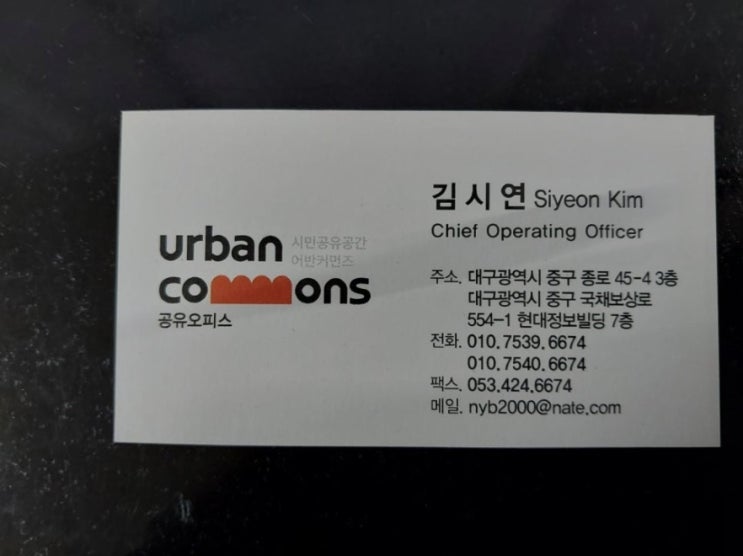 urban
시민공유공간
어반커먼즈
commons
공유오피스
김시연 Siyeon Kim
Chief Operating Officer
주소. 대구광역시 중구 종로 45-4 3층
대구광역시 중구 국채보상로
554-1 현대정보빌딩 7층
전화. 010.7539.6674
010.7540.6674
팩스. 053.424.6674
메일. nyb2000@nate.com